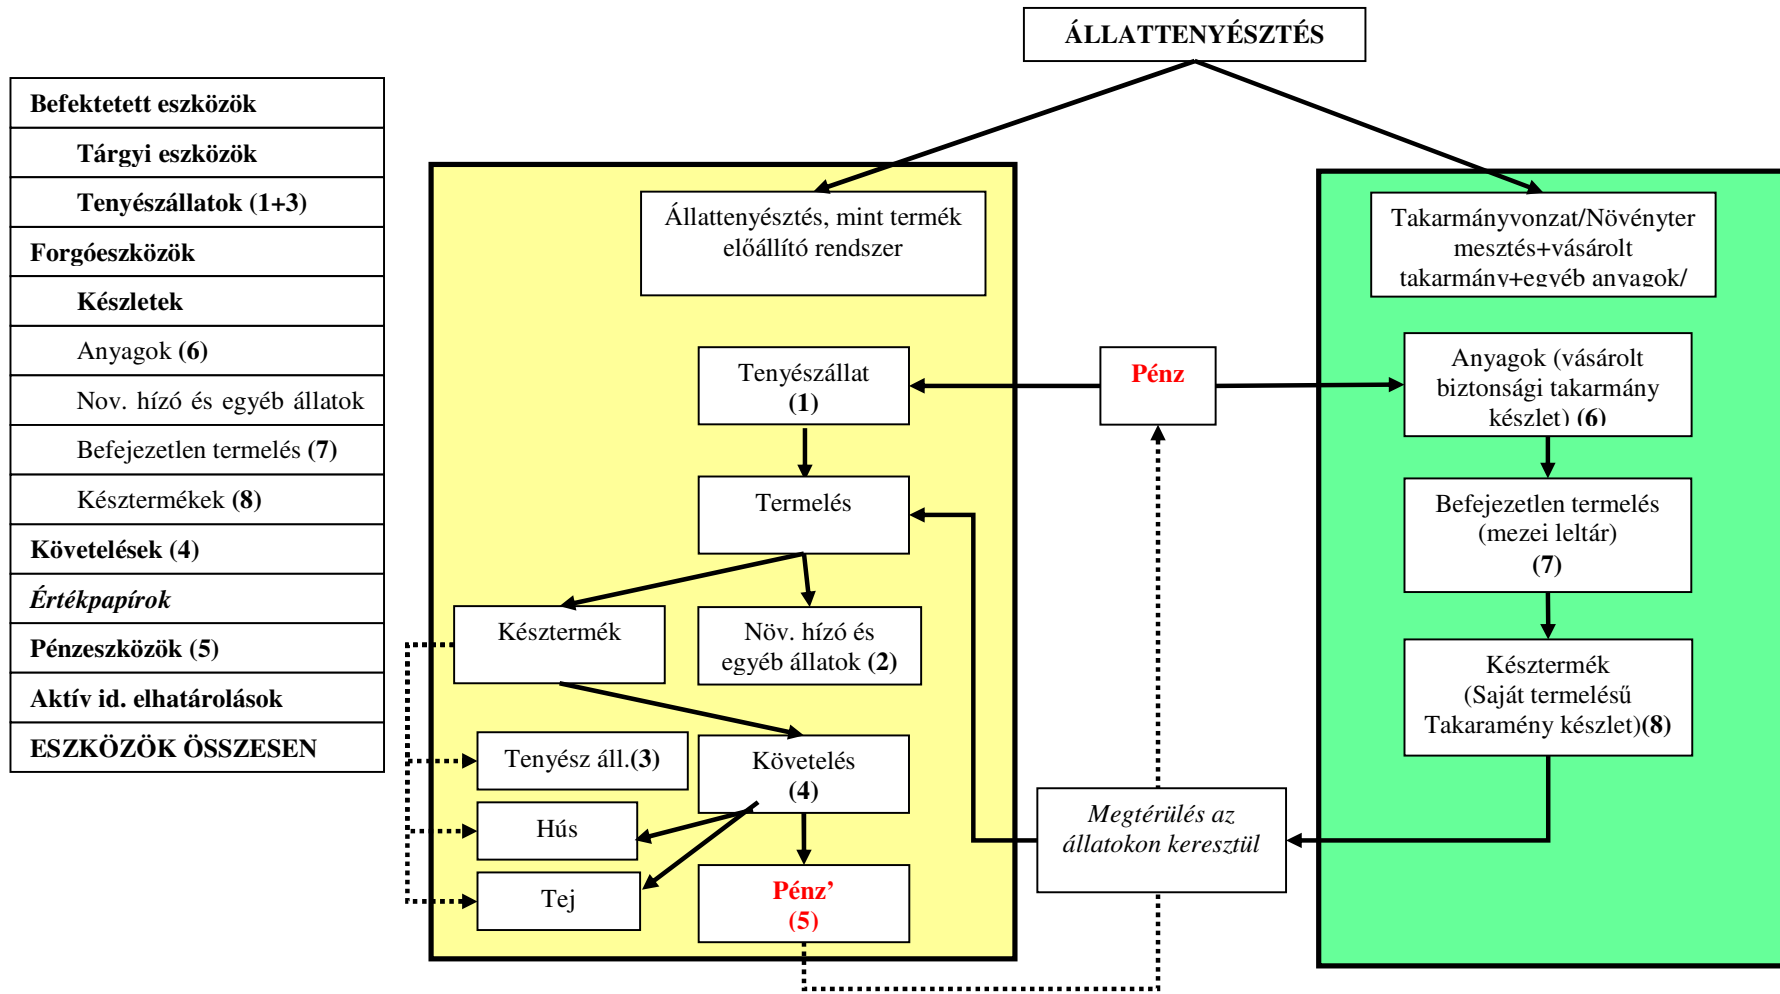 ÁLLATTENYÉSZTÉS
Befektetett eszközök
Tárgyi eszközök
Tenyészállatok (1+3)
Forgóeszközök
Készletek
Anyagok (6)
Nov. hízó és egyéb állatok
Befejezetlen termelés (7)
Késztermékek (8)
Követelések (4)
Értékpapírok
Pénzeszközök (5)
Aktív id. elhatárolások
ESZKÖZÖK ÖSSZESEN
Állattenyésztés, mint termék
előállító rendszer
Tenyészállat
(1)
Termelés
Késztermék
Növ. hízó és
egyéb állatok (2)
Tenyész áll.(3)
Követelés
(4)
Hús
Tej
Pénz’
(5)
Pénz
Megtérülés az
állatokon keresztül
Takarmányvonzat/Növényter
mesztés+vásárolt
takarmány+egyéb anyagok/
Anyagok (vásárolt
biztonsági takarmány
készlet) (6)
Befejezetlen termelés
(mezei leltár)
(7)
Késztermék
(Saját termelésű
Takaramény készlet)(8)